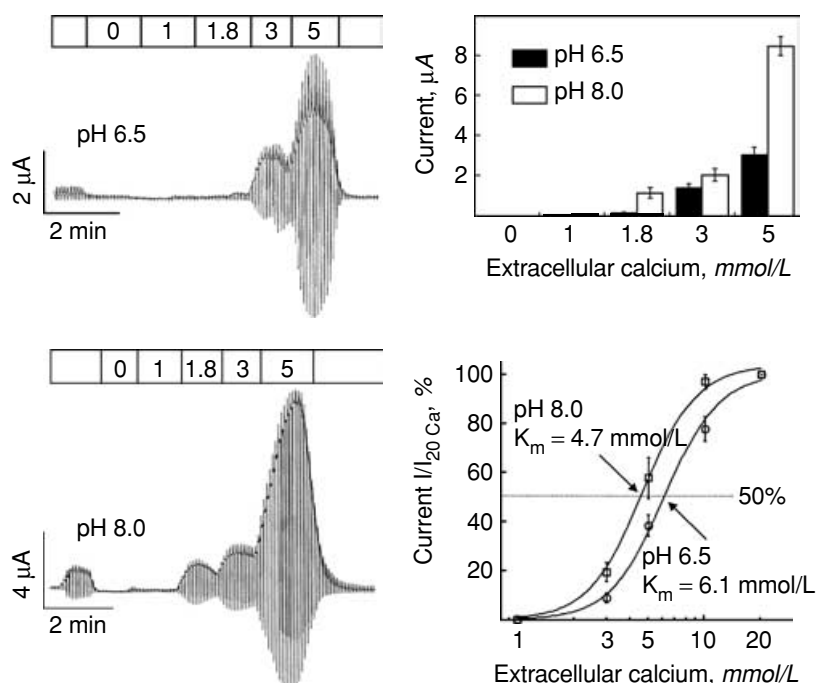 0 1 1.8 3 5
pH 6.5
2 μA
2 min
Current, μA
8
6
4
2
pH 6.5
pH 8.0
0 1 1.8 3 5
Extracellular calcium, mmol/L
0 1 1.8 3 5
pH 8.0
4 μA
2 min
Current I/I20 Ca, %
100
80
60
40
20
pH 8.0
Km = 4.7 mmol/L
50%
pH 6.5
Km = 6.1 mmol/L
1 3 5 10 20
Extracellular calcium, mmol/L